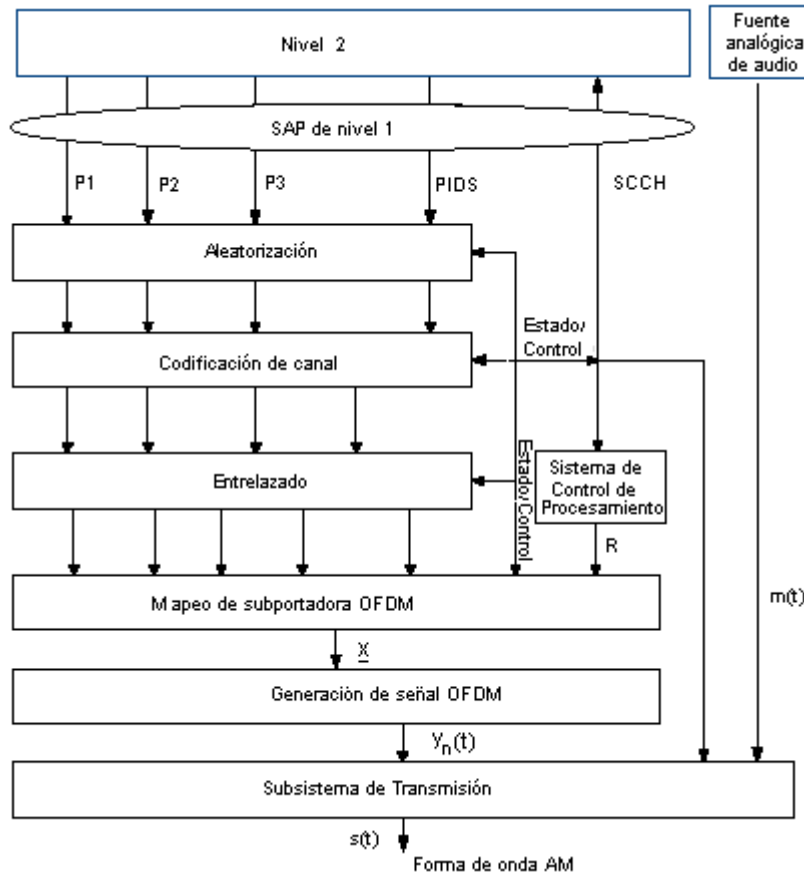 Nivel 2
Fuente
analógica
de audio
SAP de nivel 1
P1
P2
P3
PIDS
SCCH
Aleatorización
Estado/
Control
Codificación de canal
Estado/Control
Entrelazado
Sistema de
Control de
Procesamiento
R
m(t)
Mapeo de subportadora OFDM
X
Generación de señal OFDM
Yn(t)
Subsistema de Transmisión
s(t)
Forma de onda AM